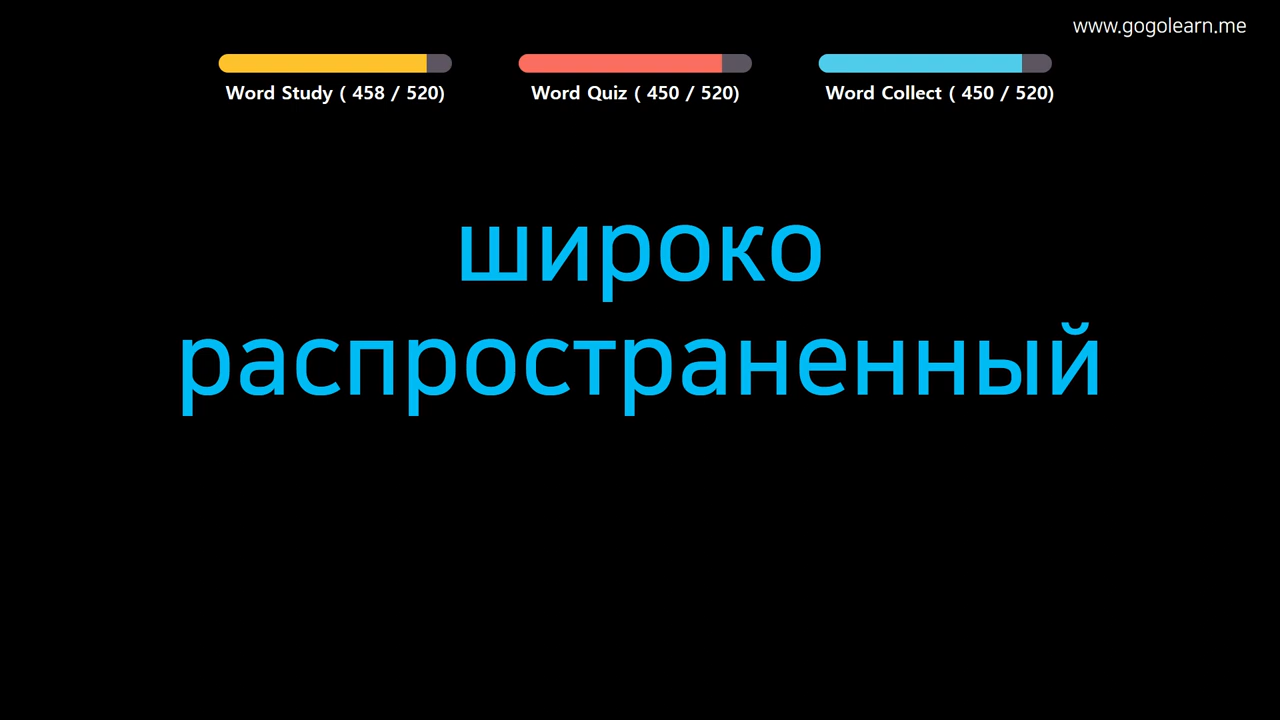 www.gogolearn.me
Word Study ( 458 / 520)
Word Quiz ( 450 / 520)
Word Collect ( 450 / 520)
широко
распространенный